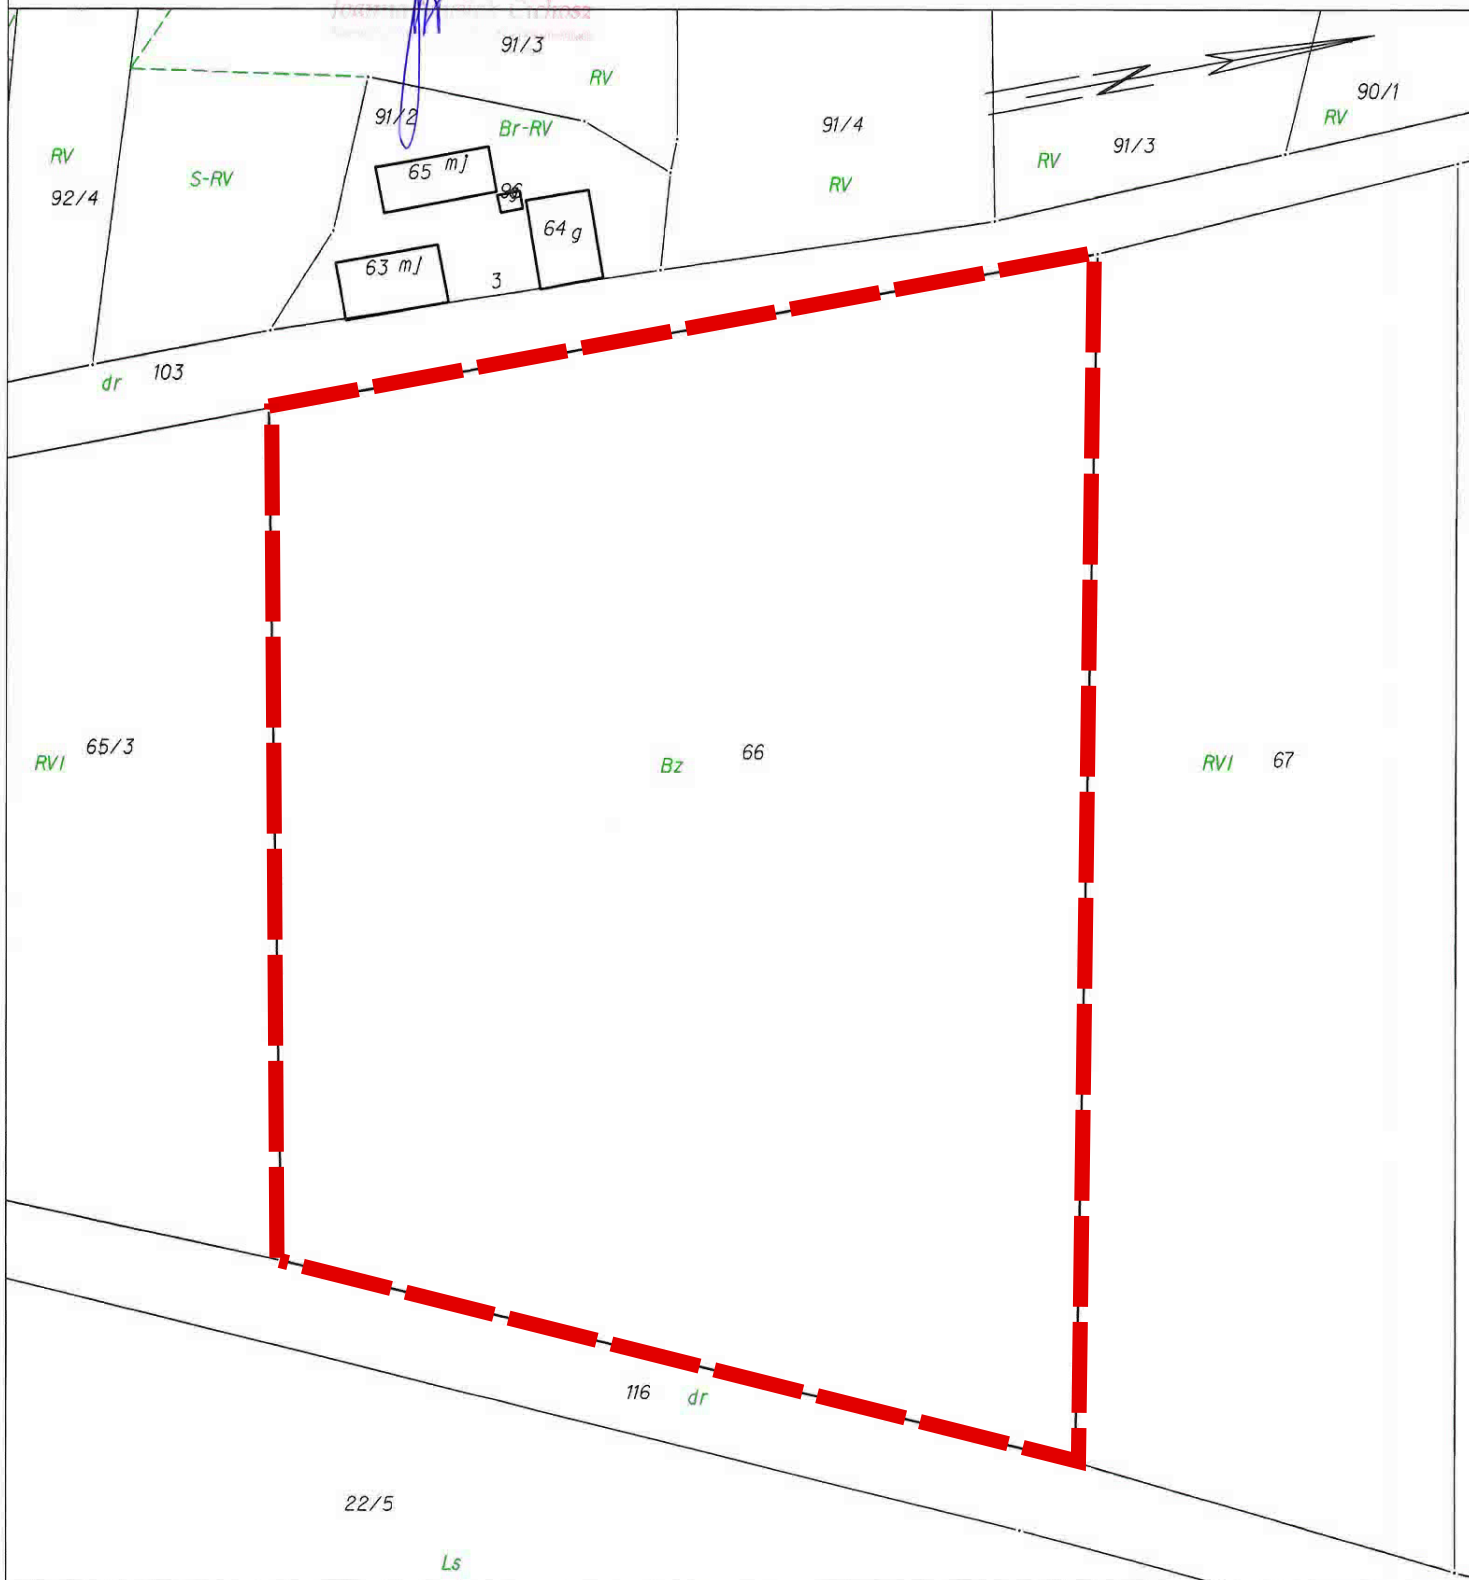 91/3
RV
91/2
Br-RV
91/4
RV
N
91/3
RV
90/1
RV
RV
92/4
S-RV
65 mj
96
64 g
63 mj
3
dr 103
RVI 65/3
Bz 66
RVI 67
116 dr
22/5
Ls